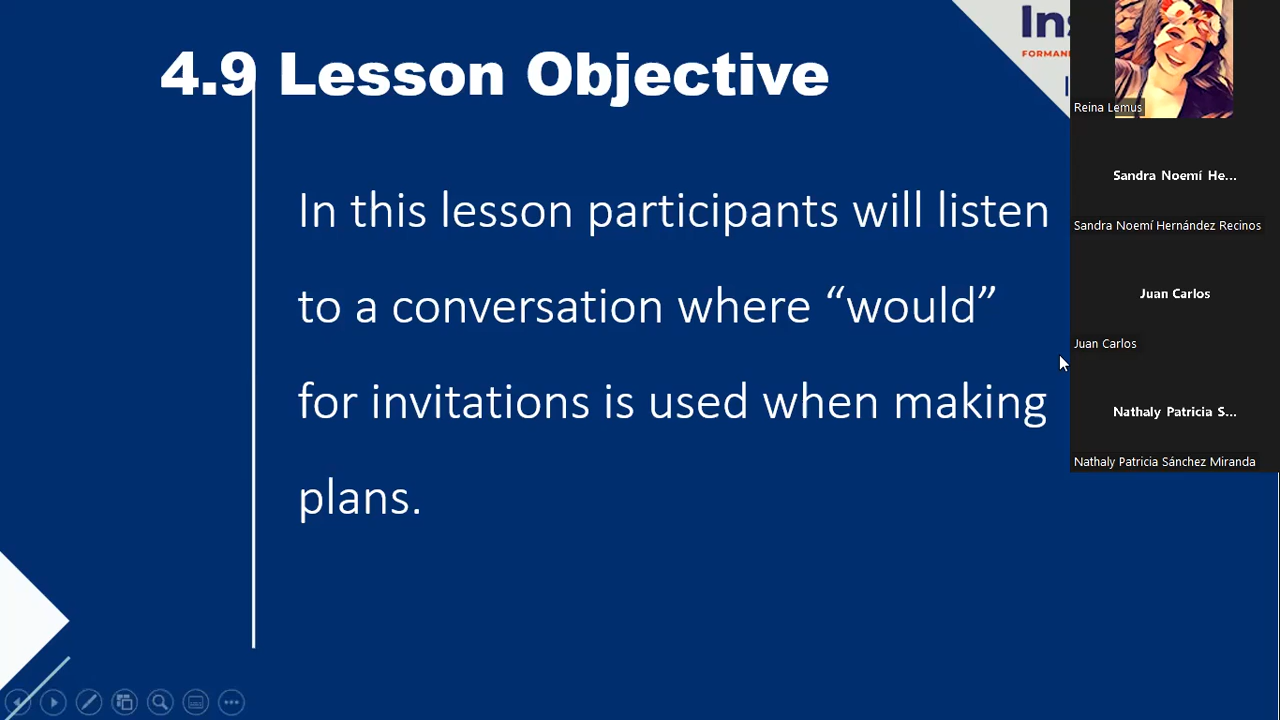 4.9 Lesson Objective
In this lesson participants will listen
to a conversation where “would”
for invitations is used when making
plans.
Reina Lemus
Sandra Noemí He...
Sandra Noemí Hernández Recinos
Juan Carlos
Juan Carlos
Nathaly Patricia S...
Nathaly Patricia Sánchez Miranda